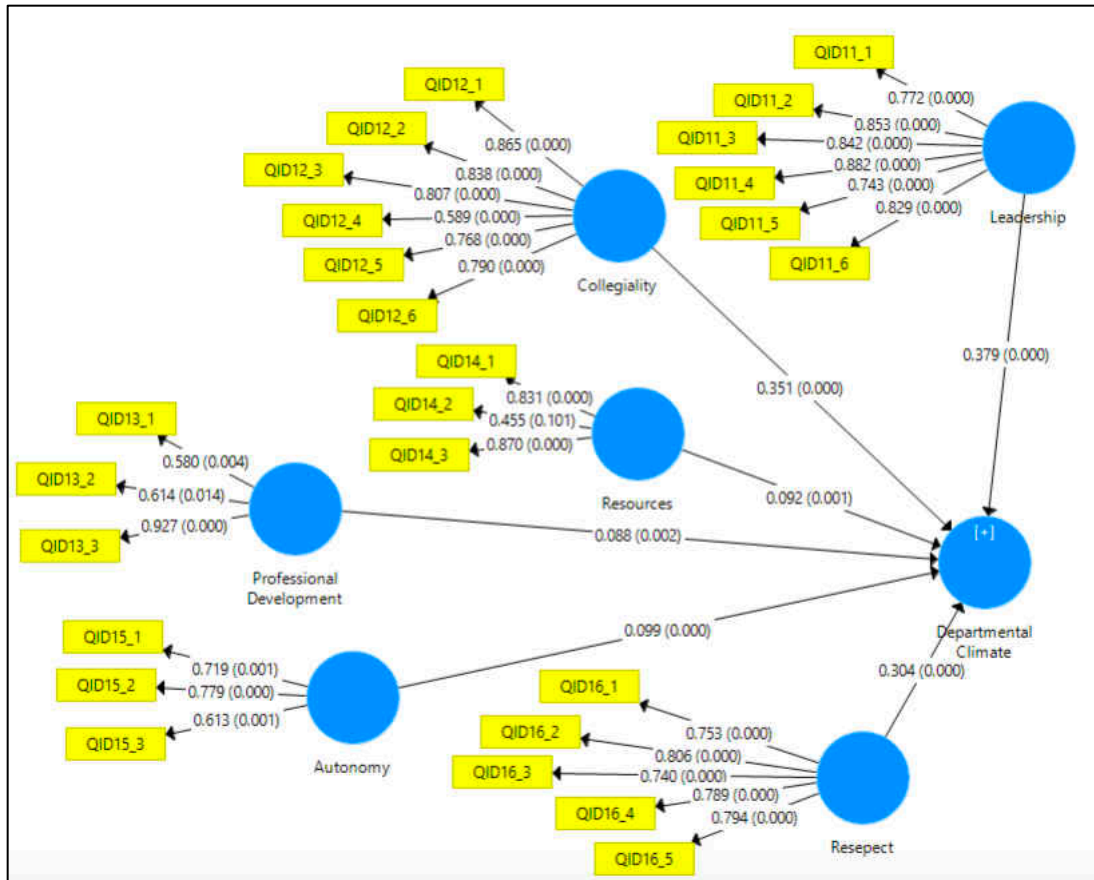 QID11_1
QID11_2
QID11_3
QID11_4
QID11_5
QID11_6
0.772 (0.000)
0.853 (0.000)
0.842 (0.000)
0.882 (0.000)
0.743 (0.000)
0.829 (0.000)
Leadership
0.379 (0.000)
QID12_1
QID12_2
QID12_3
QID12_4
QID12_5
QID12_6
0.865 (0.000)
0.838 (0.000)
0.807 (0.000)
0.589 (0.000)
0.768 (0.000)
0.790 (0.000)
Collegiality
0.351 (0.000)
QID14_1
QID14_2
QID14_3
0.831 (0.000)
0.455 (0.101)
0.870 (0.000)
Resources
0.092 (0.001)
QID13_1
QID13_2
QID13_3
0.580 (0.004)
0.614 (0.014)
0.927 (0.000)
Professional
Development
0.088 (0.002)
[+]
Departmental
Climate
QID15_1
QID15_2
QID15_3
0.719 (0.001)
0.779 (0.000)
0.613 (0.001)
Autonomy
0.099 (0.000)
QID16_1
QID16_2
QID16_3
QID16_4
QID16_5
0.753 (0.000)
0.806 (0.000)
0.740 (0.000)
0.789 (0.000)
0.794 (0.000)
Resepect
0.304 (0.000)